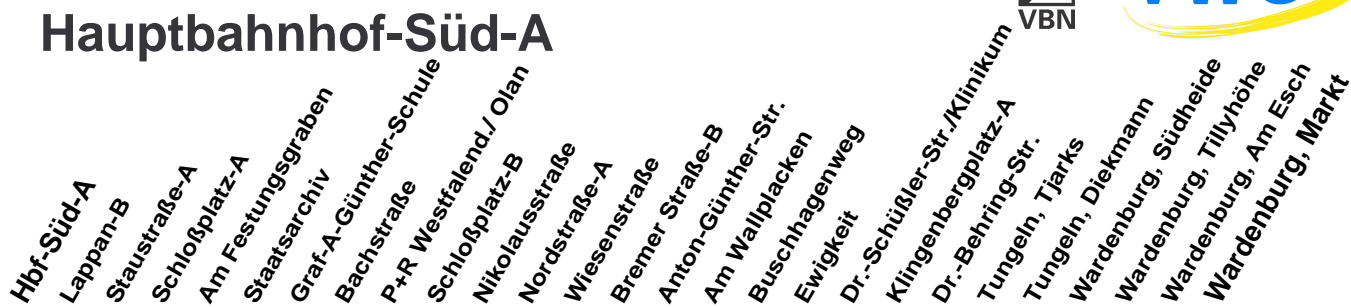 VBN
Hauptbahnhof-Süd-A
Hbf-Süd-A
Lappan-B
Staustraße-A
Schloßplatz-A
Am Festungsgraben
Staatsarchiv
Graf-A-Günther-Schule
Bachstraße
P+R Westfalend./ Olan
Schloßplatz-B
Nikolausstraße
Nordstraße-A
Wiesenstraße
Bremer Straße-B
Anton-Günther-Str.
Am Wallplacken
Buschhagenweg
Ewigkeit
Dr.-Schüßler-Str./Klinikum
Klingenbergplatz-A
Dr.-Behring-Str.
Tungeln, Tjarks
Tungeln, Diekmann
Wardenburg, Südheide
Wardenburg, Tillyhöhe
Wardenburg, Am Esch
Wardenburg, Markt